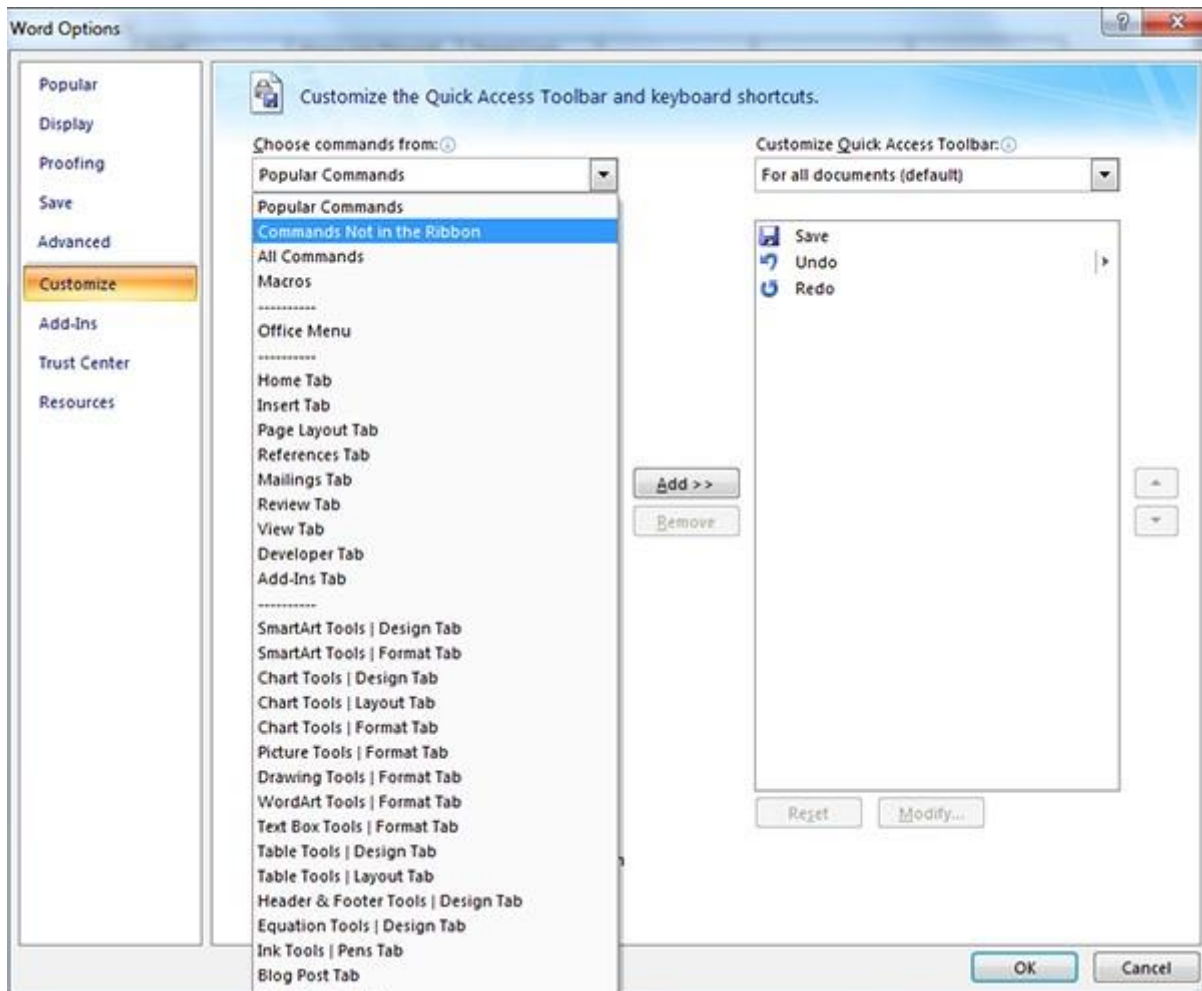 Word Options
Popular
Display
Proofing
Save
Advanced
Customize
Add-Ins
Trust Center
Resources
Customize the Quick Access Toolbar and keyboard shortcuts.
Choose commands from:
Popular Commands
Popular Commands
Commands Not in the Ribbon
All Commands
Macros
----------
Office Menu
----------
Home Tab
Insert Tab
Page Layout Tab
References Tab
Mailings Tab
Review Tab
View Tab
Developer Tab
Add-Ins Tab
----------
SmartArt Tools | Design Tab
SmartArt Tools | Format Tab
Chart Tools | Design Tab
Chart Tools | Layout Tab
Chart Tools | Format Tab
Picture Tools | Format Tab
Drawing Tools | Format Tab
WordArt Tools | Format Tab
Text Box Tools | Format Tab
Table Tools | Design Tab
Table Tools | Layout Tab
Header & Footer Tools | Design Tab
Equation Tools | Design Tab
Ink Tools | Pens Tab
Blog Post Tab
Add >>
Remove
Customize Quick Access Toolbar:
For all documents (default)
Save
Undo
Redo
Reset
Modify...
OK
Cancel